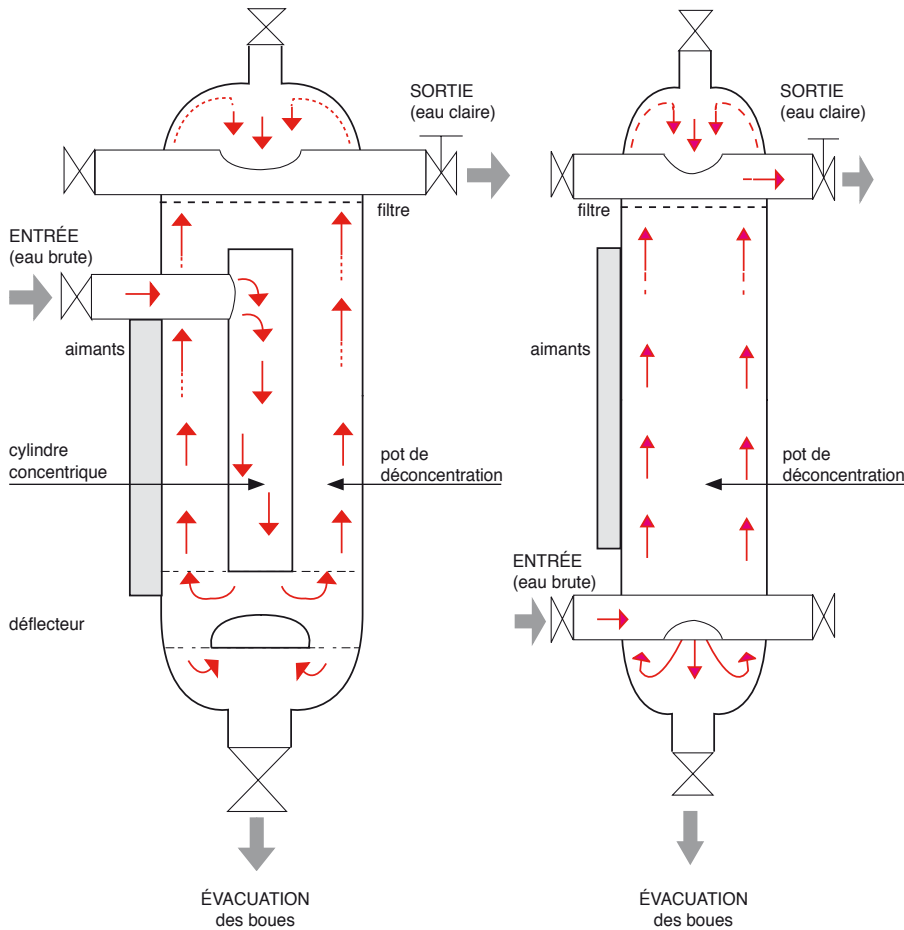 SORTIE
(eau claire)
filtre
ENTRÉE
(eau brute)
aimants
cylindre
concentrique
pot de
déconcentration
déflecteur
ÉVACUATION
des boues
SORTIE
(eau claire)
filtre
aimants
pot de
déconcentration
ENTRÉE
(eau brute)
ÉVACUATION
des boues